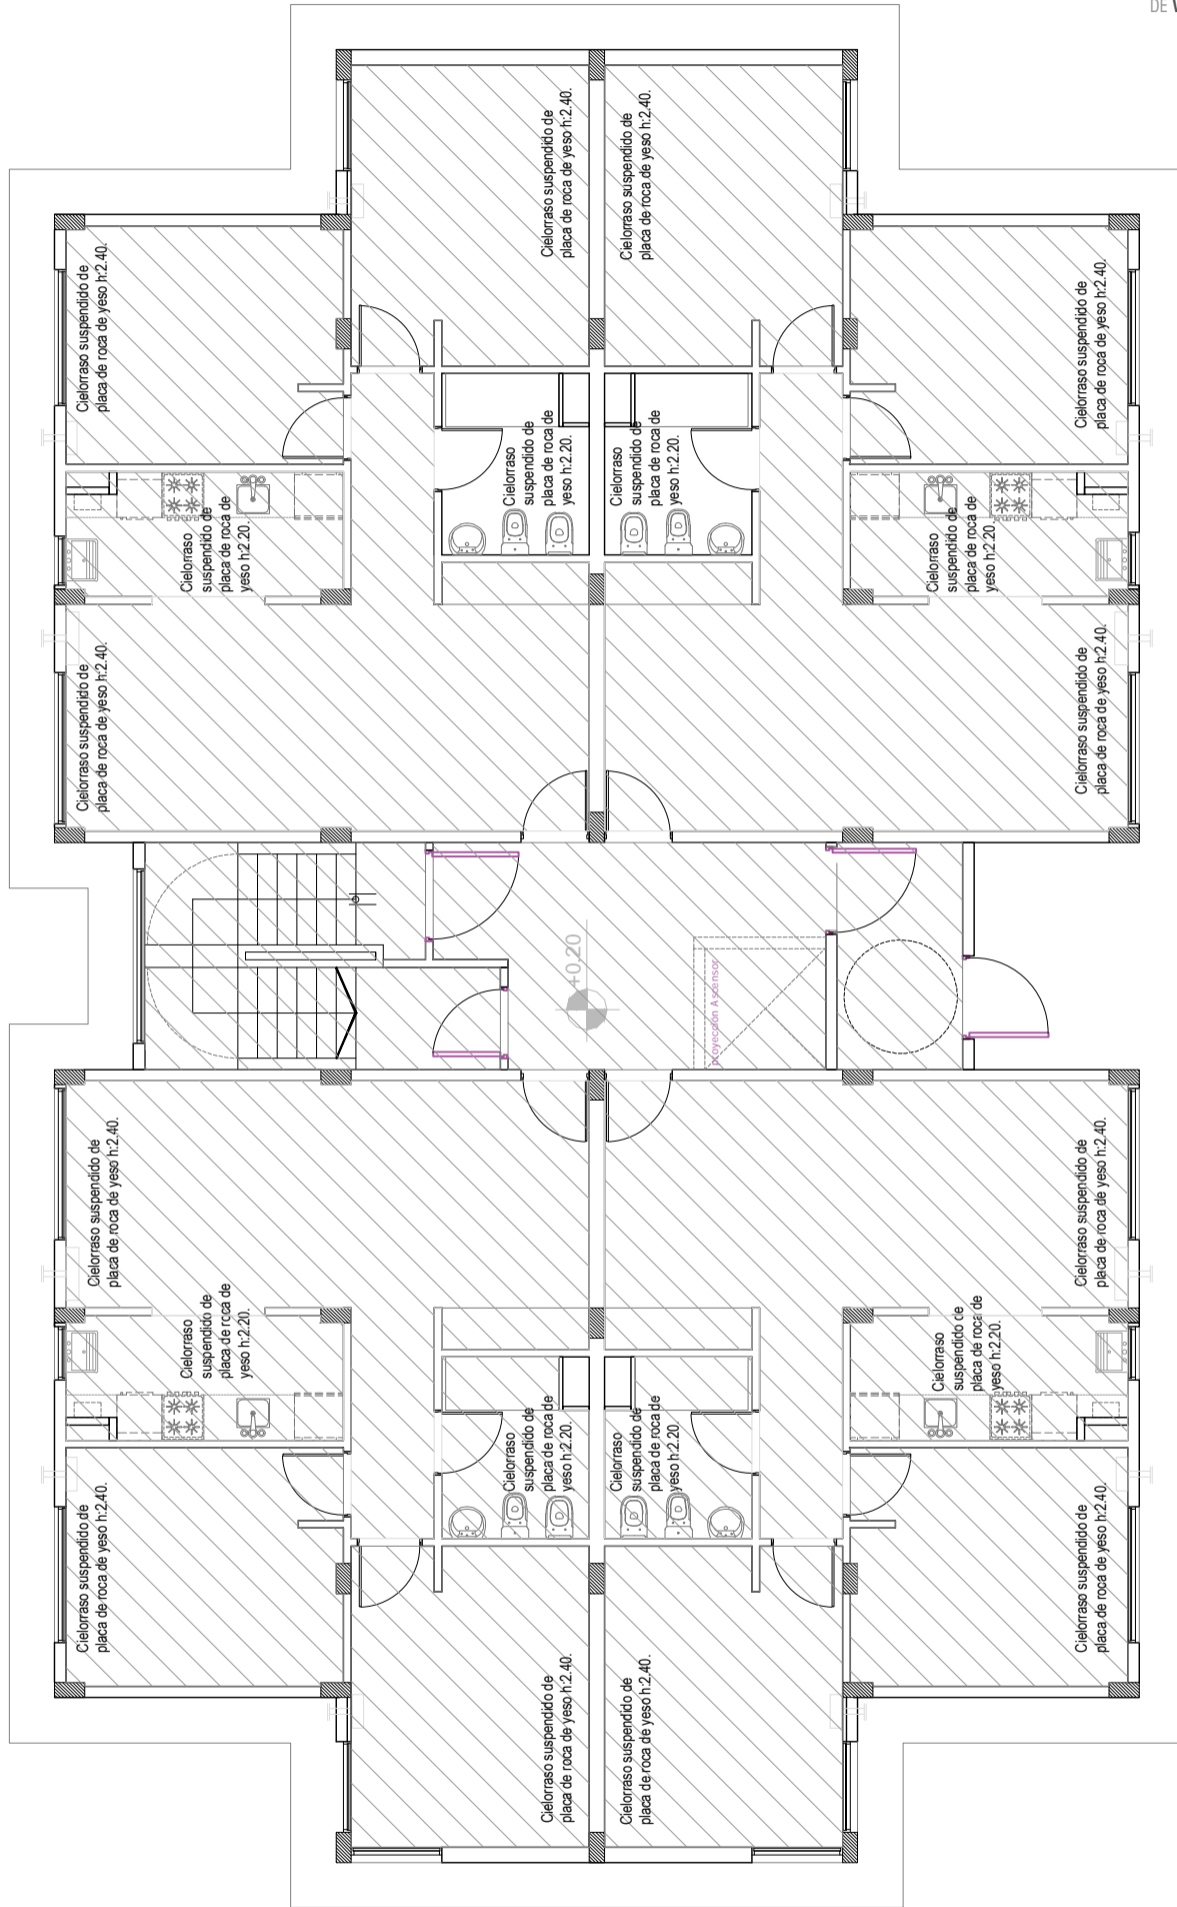 DE
Cielorraso suspendido de
placa de roca de yeso h:2.40.
Cielorraso suspendido de
placa de roca de yeso h:2.40.
Cielorraso suspendido de
placa de roca de yeso h:2.40.
Cielorraso suspendido de
placa de roca de yeso h:2.40.
Cielorraso
suspendido de
placa de roca de
yeso h:2.20.
Cielorraso
suspendido de
placa de roca de
yeso h:2.20.
Cielorraso
suspendido de
placa de roca de
yeso h:2.20.
Cielorraso
suspendido de
placa de roca de
yeso h:2.20.
Cielorraso suspendido de
placa de roca de yeso h:2.40.
Cielorraso suspendido de
placa de roca de yeso h:2.40.
+0.20
proyección Ascensor
Cielorraso suspendido de
placa de roca de yeso h:2.40.
Cielorraso suspendido de
placa de roca de yeso h:2.40.
Cielorraso
suspendido de
placa de roca de
yeso h:2.20.
Cielorraso
suspendido de
placa de roca de
yeso h:2.20.
Cielorraso
suspendido de
placa de roca de
yeso h:2.20.
Cielorraso
suspendido de
placa de roca de
yeso h:2.20
Cielorraso suspendido de
placa de roca de yeso h:2.40.
Cielorraso suspendido de
placa de roca de yeso h:2.40.
Cielorraso suspendido de
placa de roca de yeso h:2.40.
Cielorraso suspendido de
placa de roca de yeso h:2.40.